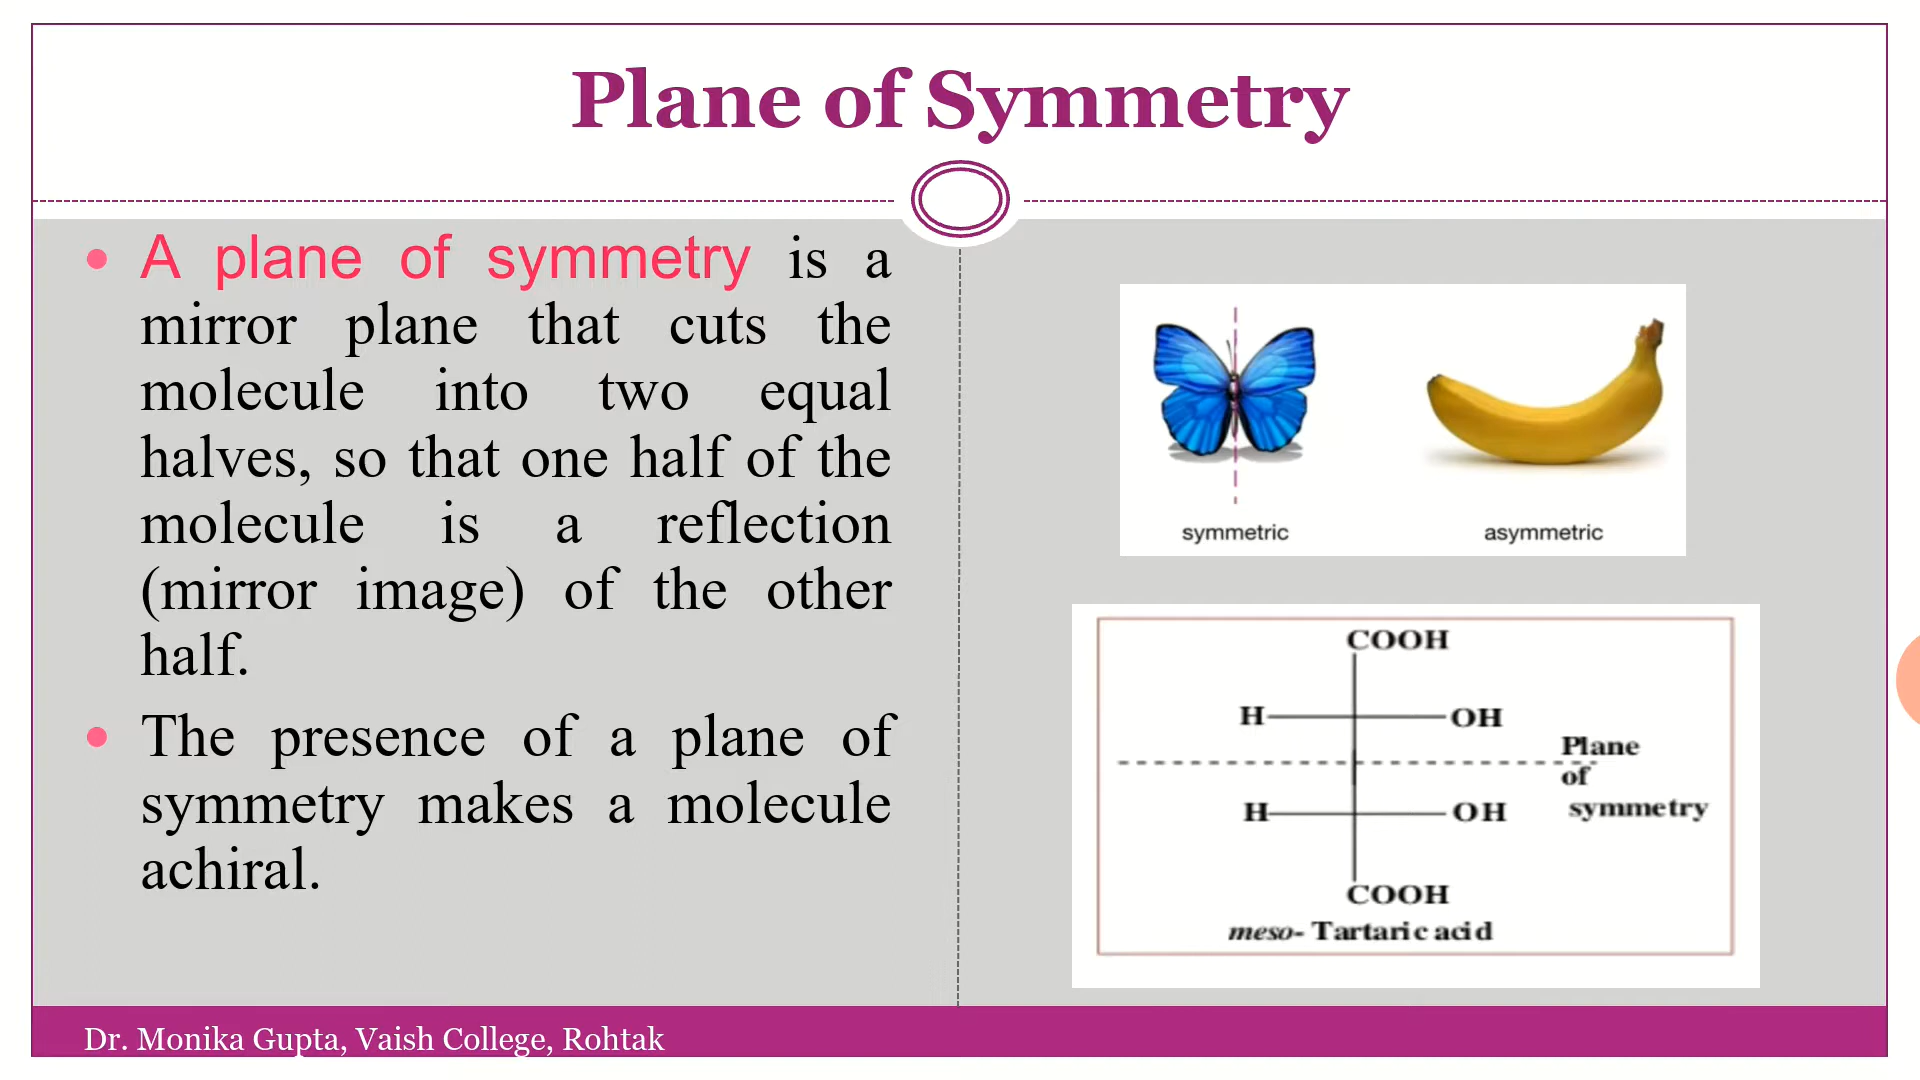 Plane of Symmetry
• A plane of symmetry is a
mirror plane that cuts the
molecule into two equal
halves, so that one half of the
molecule is a reflection
(mirror image) of the other
half.
• The presence of a plane of
symmetry makes a molecule
achiral.
symmetric
asymmetric
COOH
H OH
Plane
of
symmetry
H OH
COOH
meso- Tartaric acid
Dr. Monika Gupta, Vaish College, Rohtak